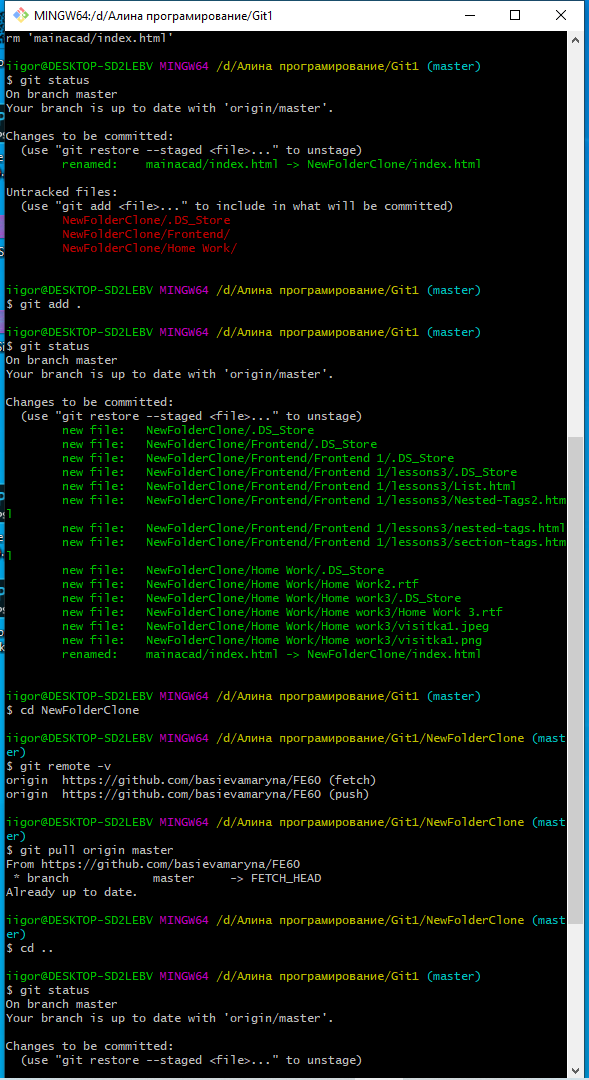 MINGW64:/d/Алина програмирование/Git1
rm 'mainacad/index.html'
iigor@DESKTOP-SD2LEBV MINGW64 /d/Алина програмирование/Git1 (master)
$ git status
On branch master
Your branch is up to date with 'origin/master'.
Changes to be committed:
(use "git restore --staged <file>..." to unstage)
renamed:    mainacad/index.html -> NewFolderClone/index.html
Untracked files:
(use "git add <file>..." to include in what will be committed)
NewFolderClone/.DS_Store
NewFolderClone/Frontend/
NewFolderClone/Home Work/
iigor@DESKTOP-SD2LEBV MINGW64 /d/Алина програмирование/Git1 (master)
$ git add .
iigor@DESKTOP-SD2LEBV MINGW64 /d/Алина програмирование/Git1 (master)
$ git status
On branch master
Your branch is up to date with 'origin/master'.
Changes to be committed:
(use "git restore --staged <file>..." to unstage)
new file:   NewFolderClone/.DS_Store
new file:   NewFolderClone/Frontend/.DS_Store
new file:   NewFolderClone/Frontend/Frontend 1/.DS_Store
new file:   NewFolderClone/Frontend/Frontend 1/lessons3/.DS_Store
new file:   NewFolderClone/Frontend/Frontend 1/lessons3/List.html
new file:   NewFolderClone/Frontend/Frontend 1/lessons3/Nested-Tags2.htm
l
new file:   NewFolderClone/Frontend/Frontend 1/lessons3/nested-tags.html
new file:   NewFolderClone/Frontend/Frontend 1/lessons3/section-tags.htm
l
new file:   NewFolderClone/Home Work/.DS_Store
new file:   NewFolderClone/Home Work/Home Work2.rtf
new file:   NewFolderClone/Home Work/Home work3/.DS_Store
new file:   NewFolderClone/Home Work/Home work3/Home Work 3.rtf
new file:   NewFolderClone/Home Work/Home work3/visitka1.jpeg
new file:   NewFolderClone/Home Work/Home work3/visitka1.png
renamed:    mainacad/index.html -> NewFolderClone/index.html
iigor@DESKTOP-SD2LEBV MINGW64 /d/Алина програмирование/Git1 (master)
$ cd NewFolderClone
iigor@DESKTOP-SD2LEBV MINGW64 /d/Алина програмирование/Git1/NewFolderClone (mast
er)
$ git remote -v
origin  https://github.com/basievamaryna/FE6O (fetch)
origin  https://github.com/basievamaryna/FE6O (push)
iigor@DESKTOP-SD2LEBV MINGW64 /d/Алина програмирование/Git1/NewFolderClone (mast
er)
$ git pull origin master
From https://github.com/basievamaryna/FE6O
* branch            master     -> FETCH_HEAD
Already up to date.
iigor@DESKTOP-SD2LEBV MINGW64 /d/Алина програмирование/Git1/NewFolderClone (mast
er)
$ cd ..
iigor@DESKTOP-SD2LEBV MINGW64 /d/Алина програмирование/Git1 (master)
$ git status
On branch master
Your branch is up to date with 'origin/master'.
Changes to be committed:
(use "git restore --staged <file>..." to unstage)